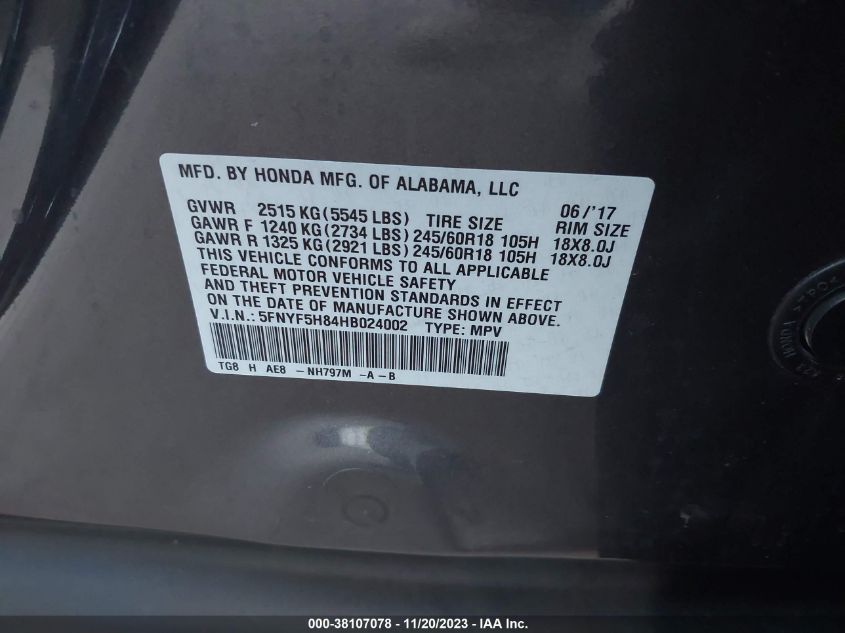 MFD. BY HONDA MFG. OF ALABAMA, LLC
06/'17
GVWR 2515 KG(5545 LBS) TIRE SIZE RIM SIZE
GAWR F 1240 KG(2734 LBS) 245/60R18 105H 18X8.0J
GAWR R 1325 KG(2921 LBS) 245/60R18 105H 18X8.0J
THIS VEHICLE CONFORMS TO ALL APPLICABLE
FEDERAL MOTOR VEHICLE SAFETY
AND THEFT PREVENTION STANDARDS IN EFFECT
ON THE DATE OF MANUFACTURE SHOWN ABOVE.
V.I.N.: 5FNYF5H84HB024002 TYPE: MPV
TG8 H AE8 -NH797M -A-B
000-38107078 - 11/20/2023 - IAA Inc.